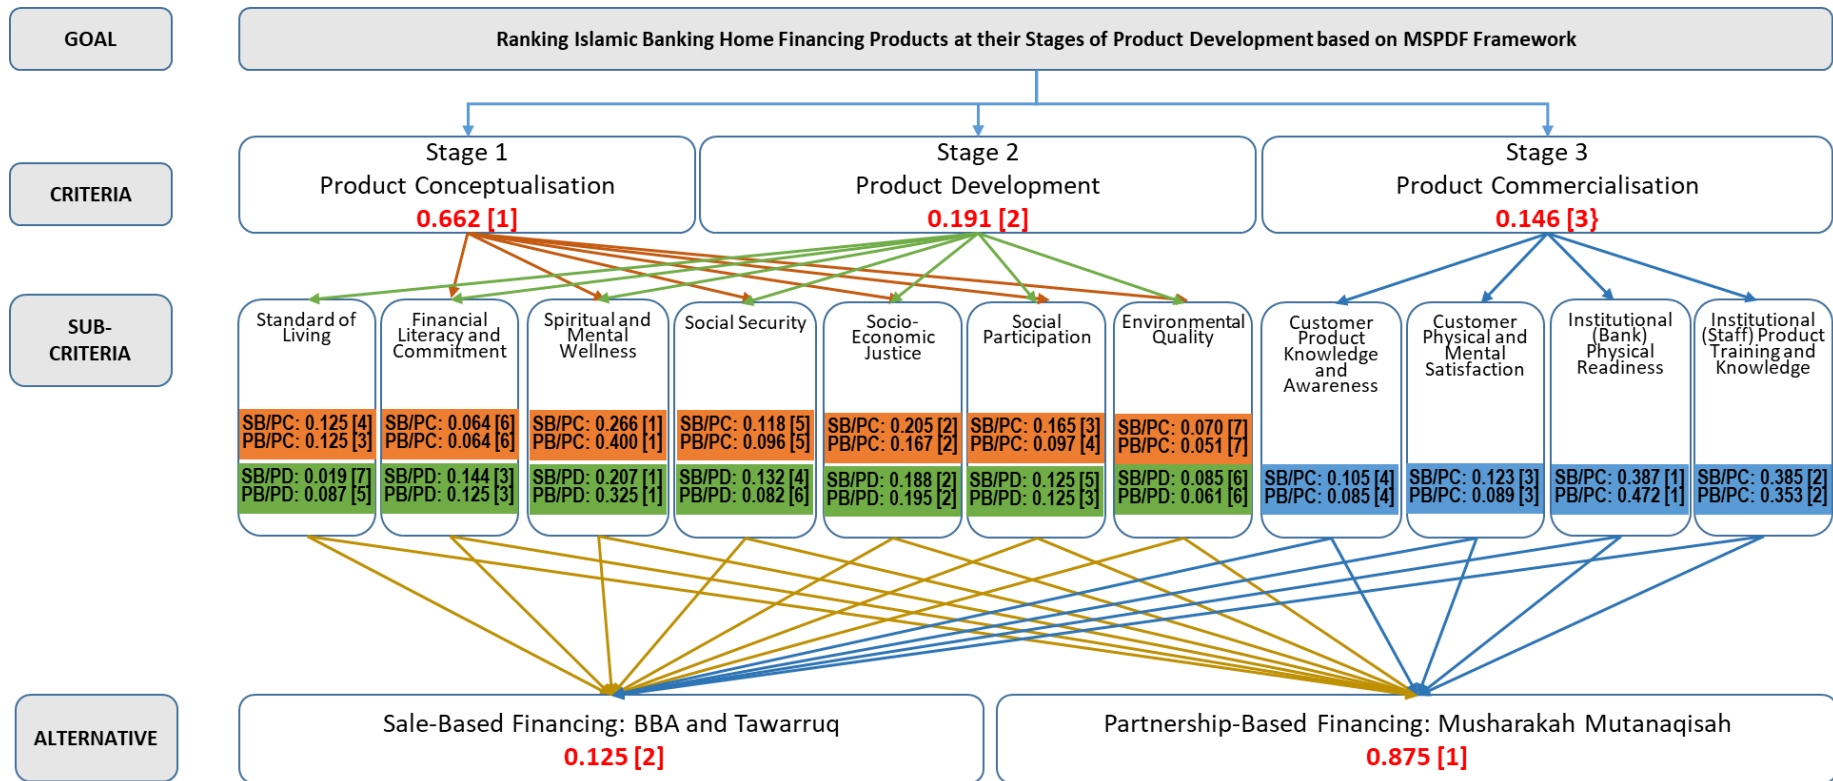 GOAL
Ranking Islamic Banking Home Financing Products at their Stages of Product Development based on MSPDF Framework
CRITERIA
Stage 1
Product Conceptualisation
0.662 [1]
Stage 2
Product Development
0.191 [2]
Stage 3
Product Commercialisation
0.146 [3}
SUB-
CRITERIA
Standard of
Living
SB/PC: 0.125 [4]
PB/PC: 0.125 [3]
SB/PD: 0.019 [7]
PB/PD: 0.087 [5]
Financial
Literacy and
Commitment
SB/PC: 0.064 [6]
PB/PC: 0.064 [6]
SB/PD: 0.144 [3]
PB/PD: 0.125 [3]
Spiritual and
Mental
Wellness
SB/PC: 0.266 [1]
PB/PC: 0.400 [1]
SB/PD: 0.207 [1]
PB/PD: 0.325 [1]
Social Security
SB/PC: 0.118 [5]
PB/PC: 0.096 [5]
SB/PD: 0.132 [4]
PB/PD: 0.082 [6]
Socio-
Economic
Justice
SB/PC: 0.205 [2]
PB/PC: 0.167 [2]
SB/PD: 0.188 [2]
PB/PD: 0.195 [2]
Social
Participation
SB/PC: 0.165 [3]
PB/PC: 0.097 [4]
SB/PD: 0.125 [5]
PB/PD: 0.125 [3]
Environmental
Quality
SB/PC: 0.070 [7]
PB/PC: 0.051 [7]
SB/PD: 0.085 [6]
PB/PD: 0.061 [6]
Customer
Product
Knowledge
and
Awareness
SB/PC: 0.105 [4]
PB/PC: 0.085 [4]
Customer
Physical and
Mental
Satisfaction
SB/PC: 0.123 [3]
PB/PC: 0.089 [3]
Institutional
(Bank)
Physical
Readiness
SB/PC: 0.387 [1]
PB/PC: 0.472 [1]
Institutional
(Staff) Product
Training and
Knowledge
SB/PC: 0.385 [2]
PB/PC: 0.353 [2]
ALTERNATIVE
Sale-Based Financing: BBA and Tawarruq
0.125 [2]
Partnership-Based Financing: Musharakah Mutanaqisah
0.875 [1]